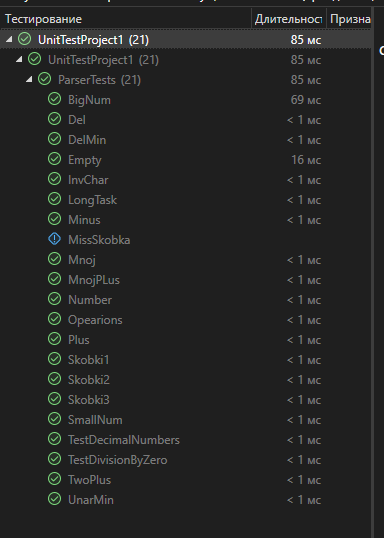 Тестирование Длительност Призна
UnitTestProject1 (21) 85 мс
UnitTestProject1 (21) 85 мс
ParserTests (21) 85 мс
BigNum 69 мс
Del < 1 мс
DelMin < 1 мс
Empty 16 мс
InvChar < 1 мс
LongTask < 1 мс
Minus < 1 мс
MissSkobka
Mnoj < 1 мс
MnojPLus < 1 мс
Number < 1 мс
Opearions < 1 мс
Plus < 1 мс
Skobki1 < 1 мс
Skobki2 < 1 мс
Skobki3 < 1 мс
SmallNum < 1 мс
TestDecimalNumbers < 1 мс
TestDivisionByZero < 1 мс
TwoPlus < 1 мс
UnarMin < 1 мс